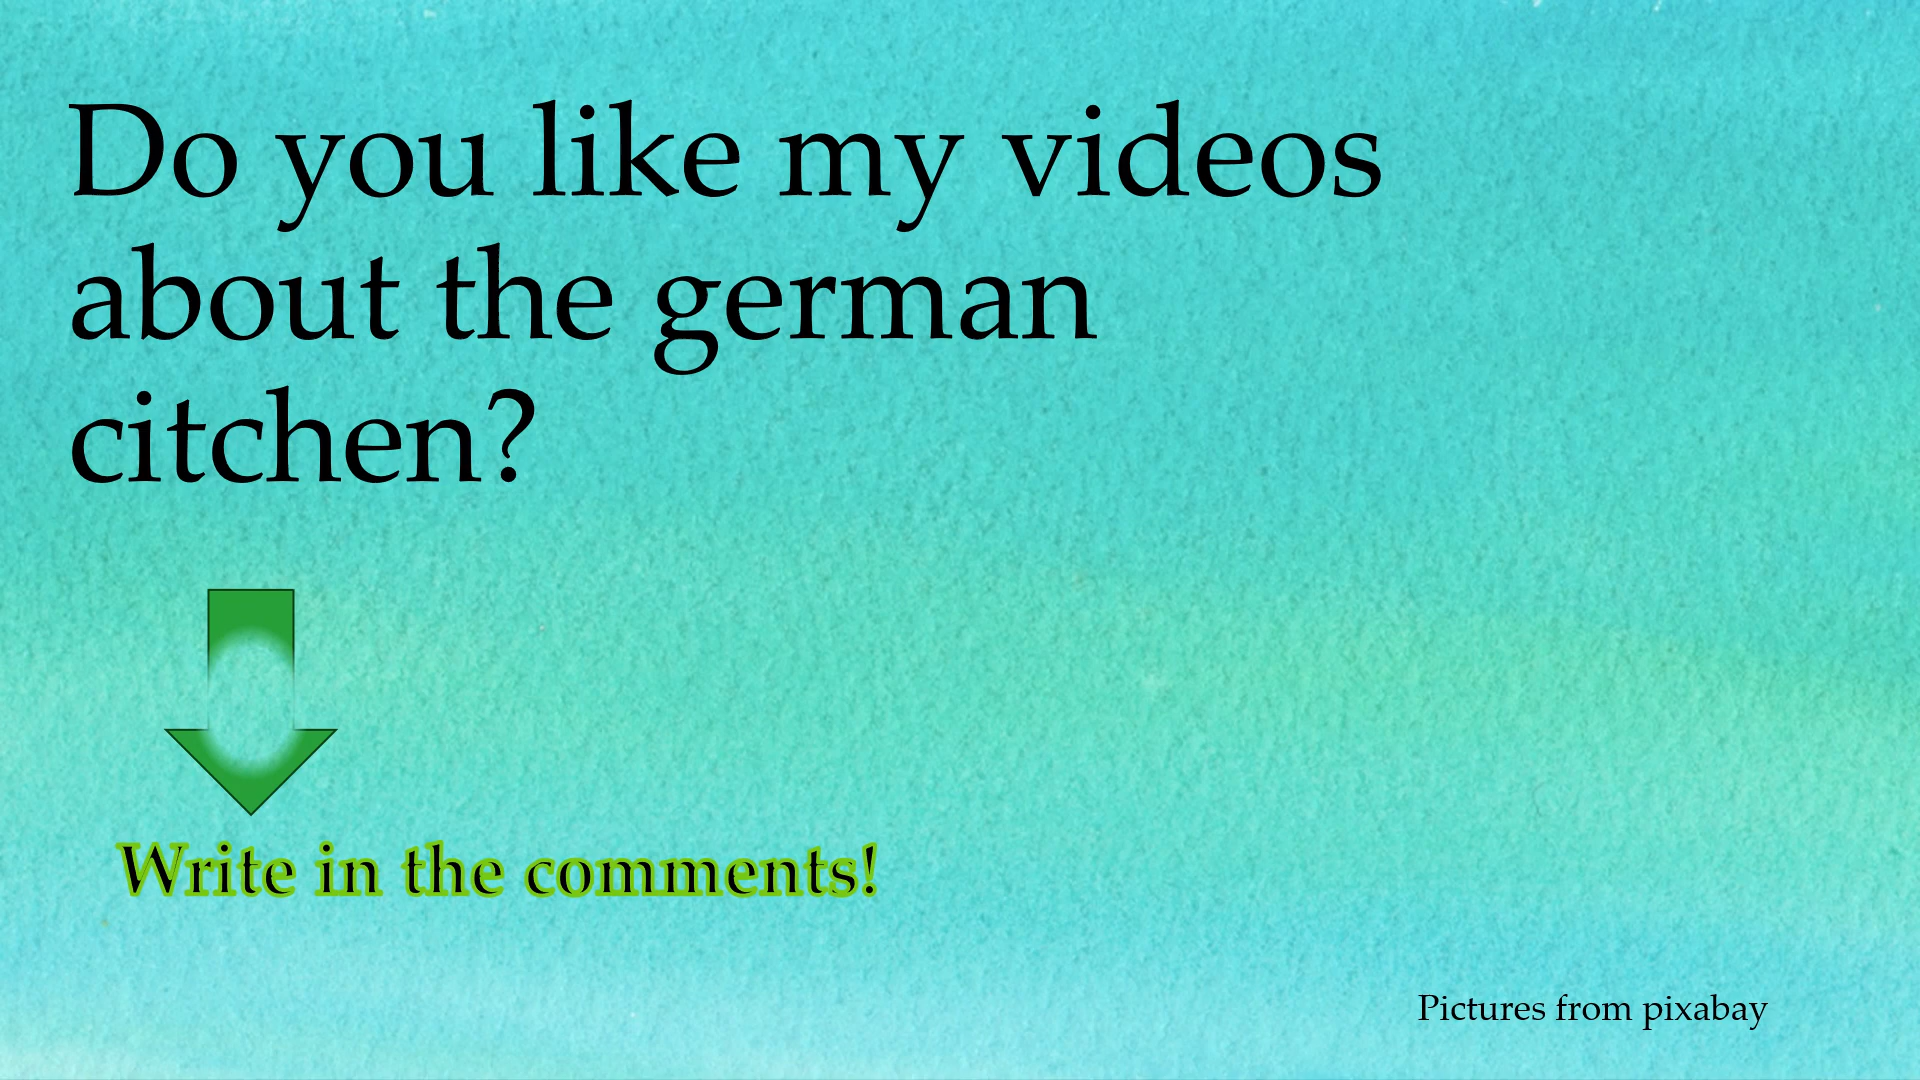 Do you like my videos
about the german
citchen?
Write in the comments!
Pictures from pixabay